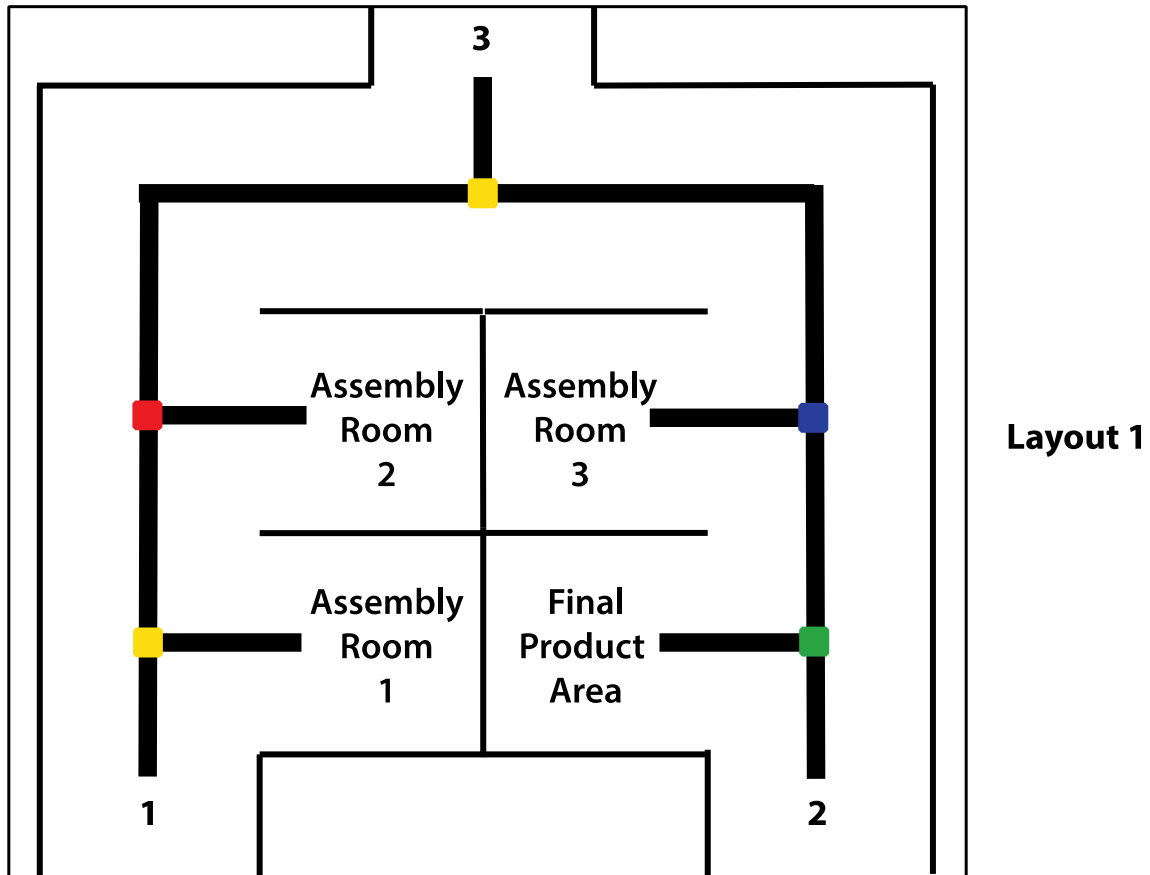 3
Assembly
Room
2
Assembly
Room
3
Layout 1
Assembly
Room
1
Final
Product
Area
1
2